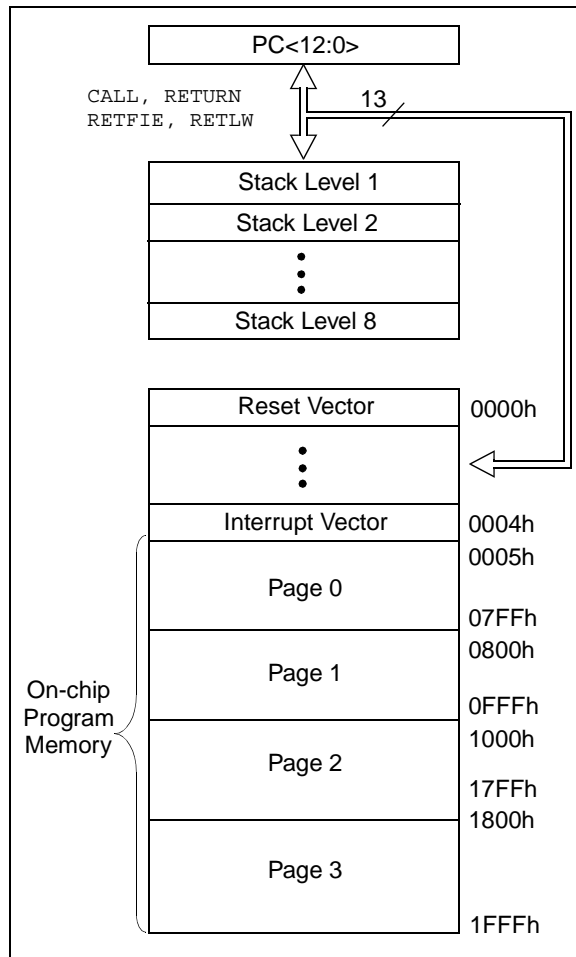 PC<12:0>
CALL, RETURN
RETFIE, RETLW
13
Stack Level 1
Stack Level 2
Stack Level 8
Reset Vector
0000h
Interrupt Vector
0004h
0005h
Page 0
07FFh
0800h
Page 1
0FFFh
On-chip
Program
Memory
1000h
Page 2
17FFh
1800h
Page 3
1FFFh